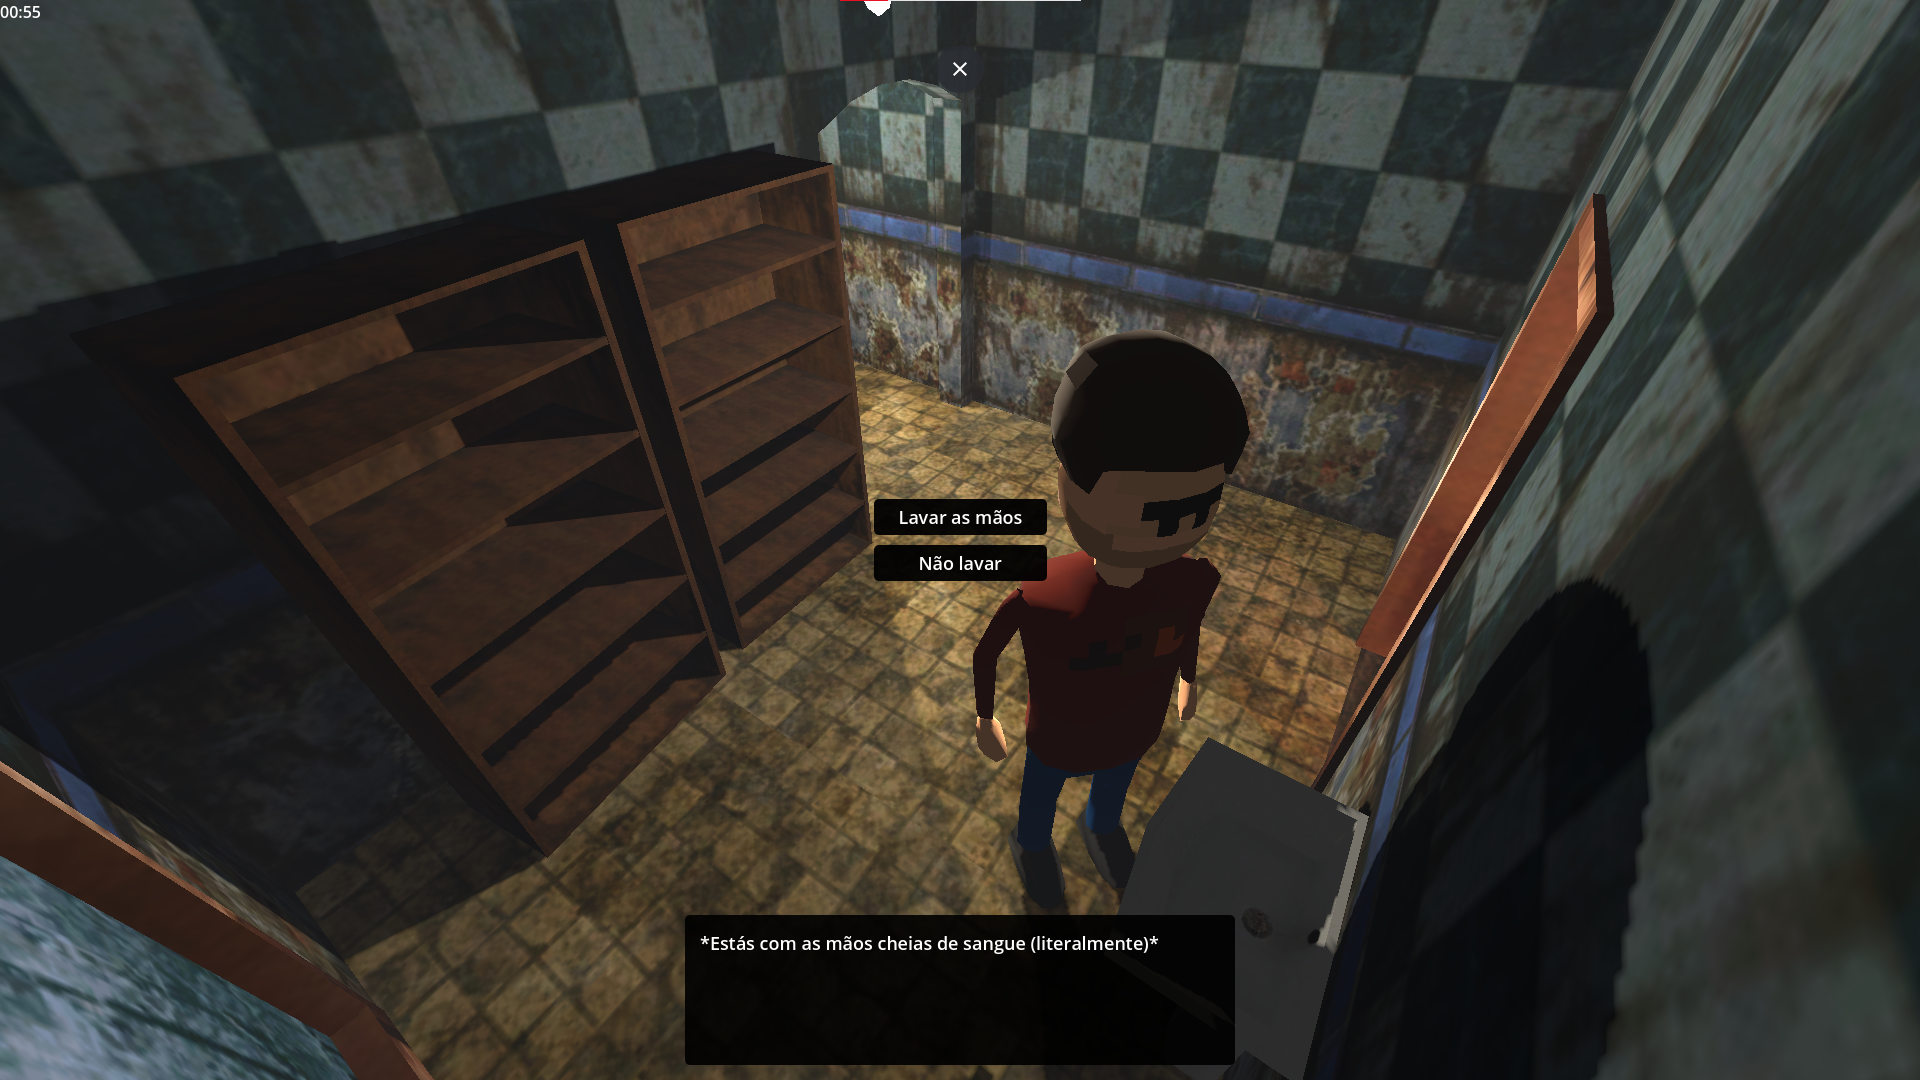 00:55
Lavar as mãos
Não lavar
*Estás com as mãos cheias de sangue (literalmente)*